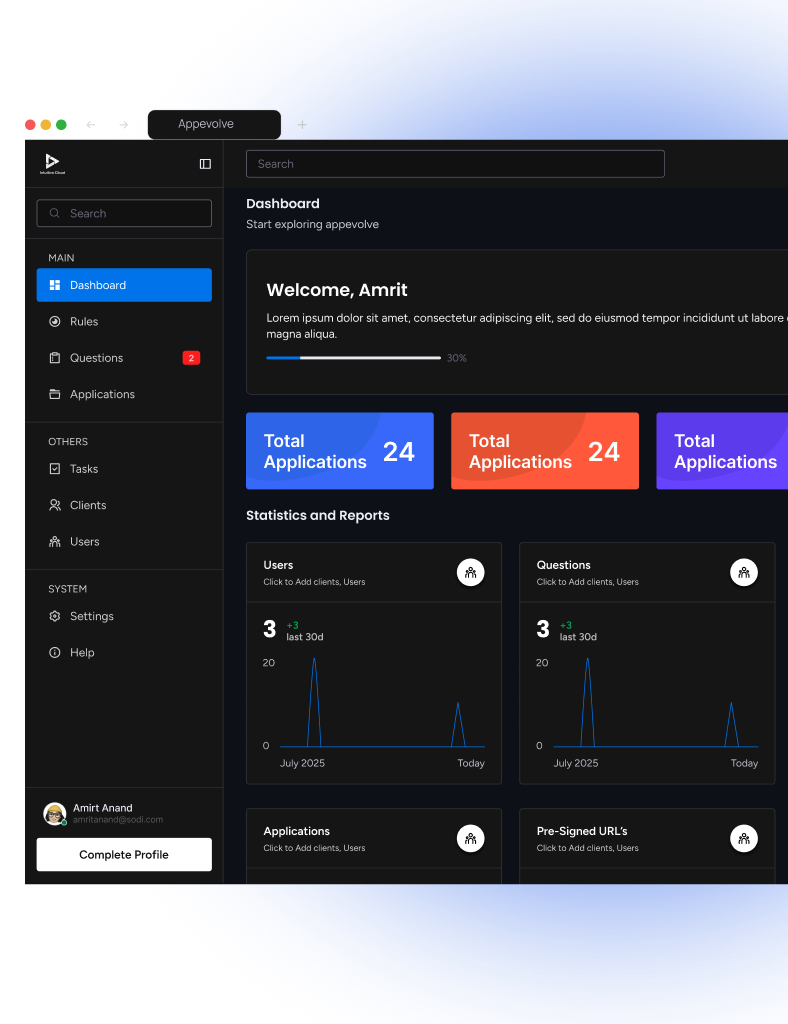 Appevolve
Intuitive Cloud
Search
Search
MAIN
Dashboard
Rules
Questions 2
Applications
OTHERS
Tasks
Clients
Users
SYSTEM
Settings
Help
Amirt Anand
amritanand@sodi.com
Complete Profile
Dashboard
Start exploring appevolve
Welcome, Amrit
Lorem ipsum dolor sit amet, consectetur adipiscing elit, sed do eiusmod tempor incididunt ut labore
magna aliqua.
30%
Total
Applications
24
Total
Applications
24
Total
Applications
Statistics and Reports
Users
Click to Add clients, Users
3
+3
last 30d
20
0
July 2025 Today
Questions
Click to Add clients, Users
3
+3
last 30d
20
0
July 2025 Today
Applications
Click to Add clients, Users
Pre-Signed URL’s
Click to Add clients, Users